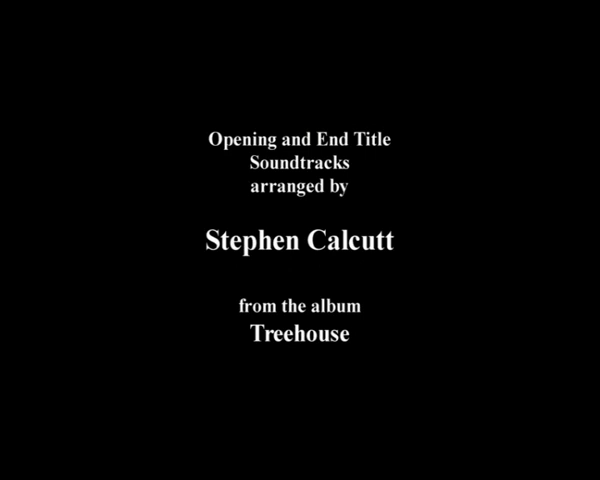 Opening and End Title
Soundtracks
arranged by
Stephen Calcutt
from the album
Treehouse